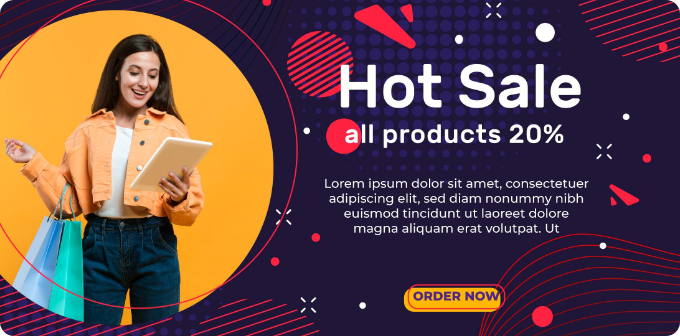 Hot Sale
all products 20%
Lorem ipsum dolor sit amet, consectetuer
adipiscing elit, sed diam nonummy nibh
euismod tincidunt ut laoreet dolore
magna aliquam erat volutpat. Ut
ORDER NOW